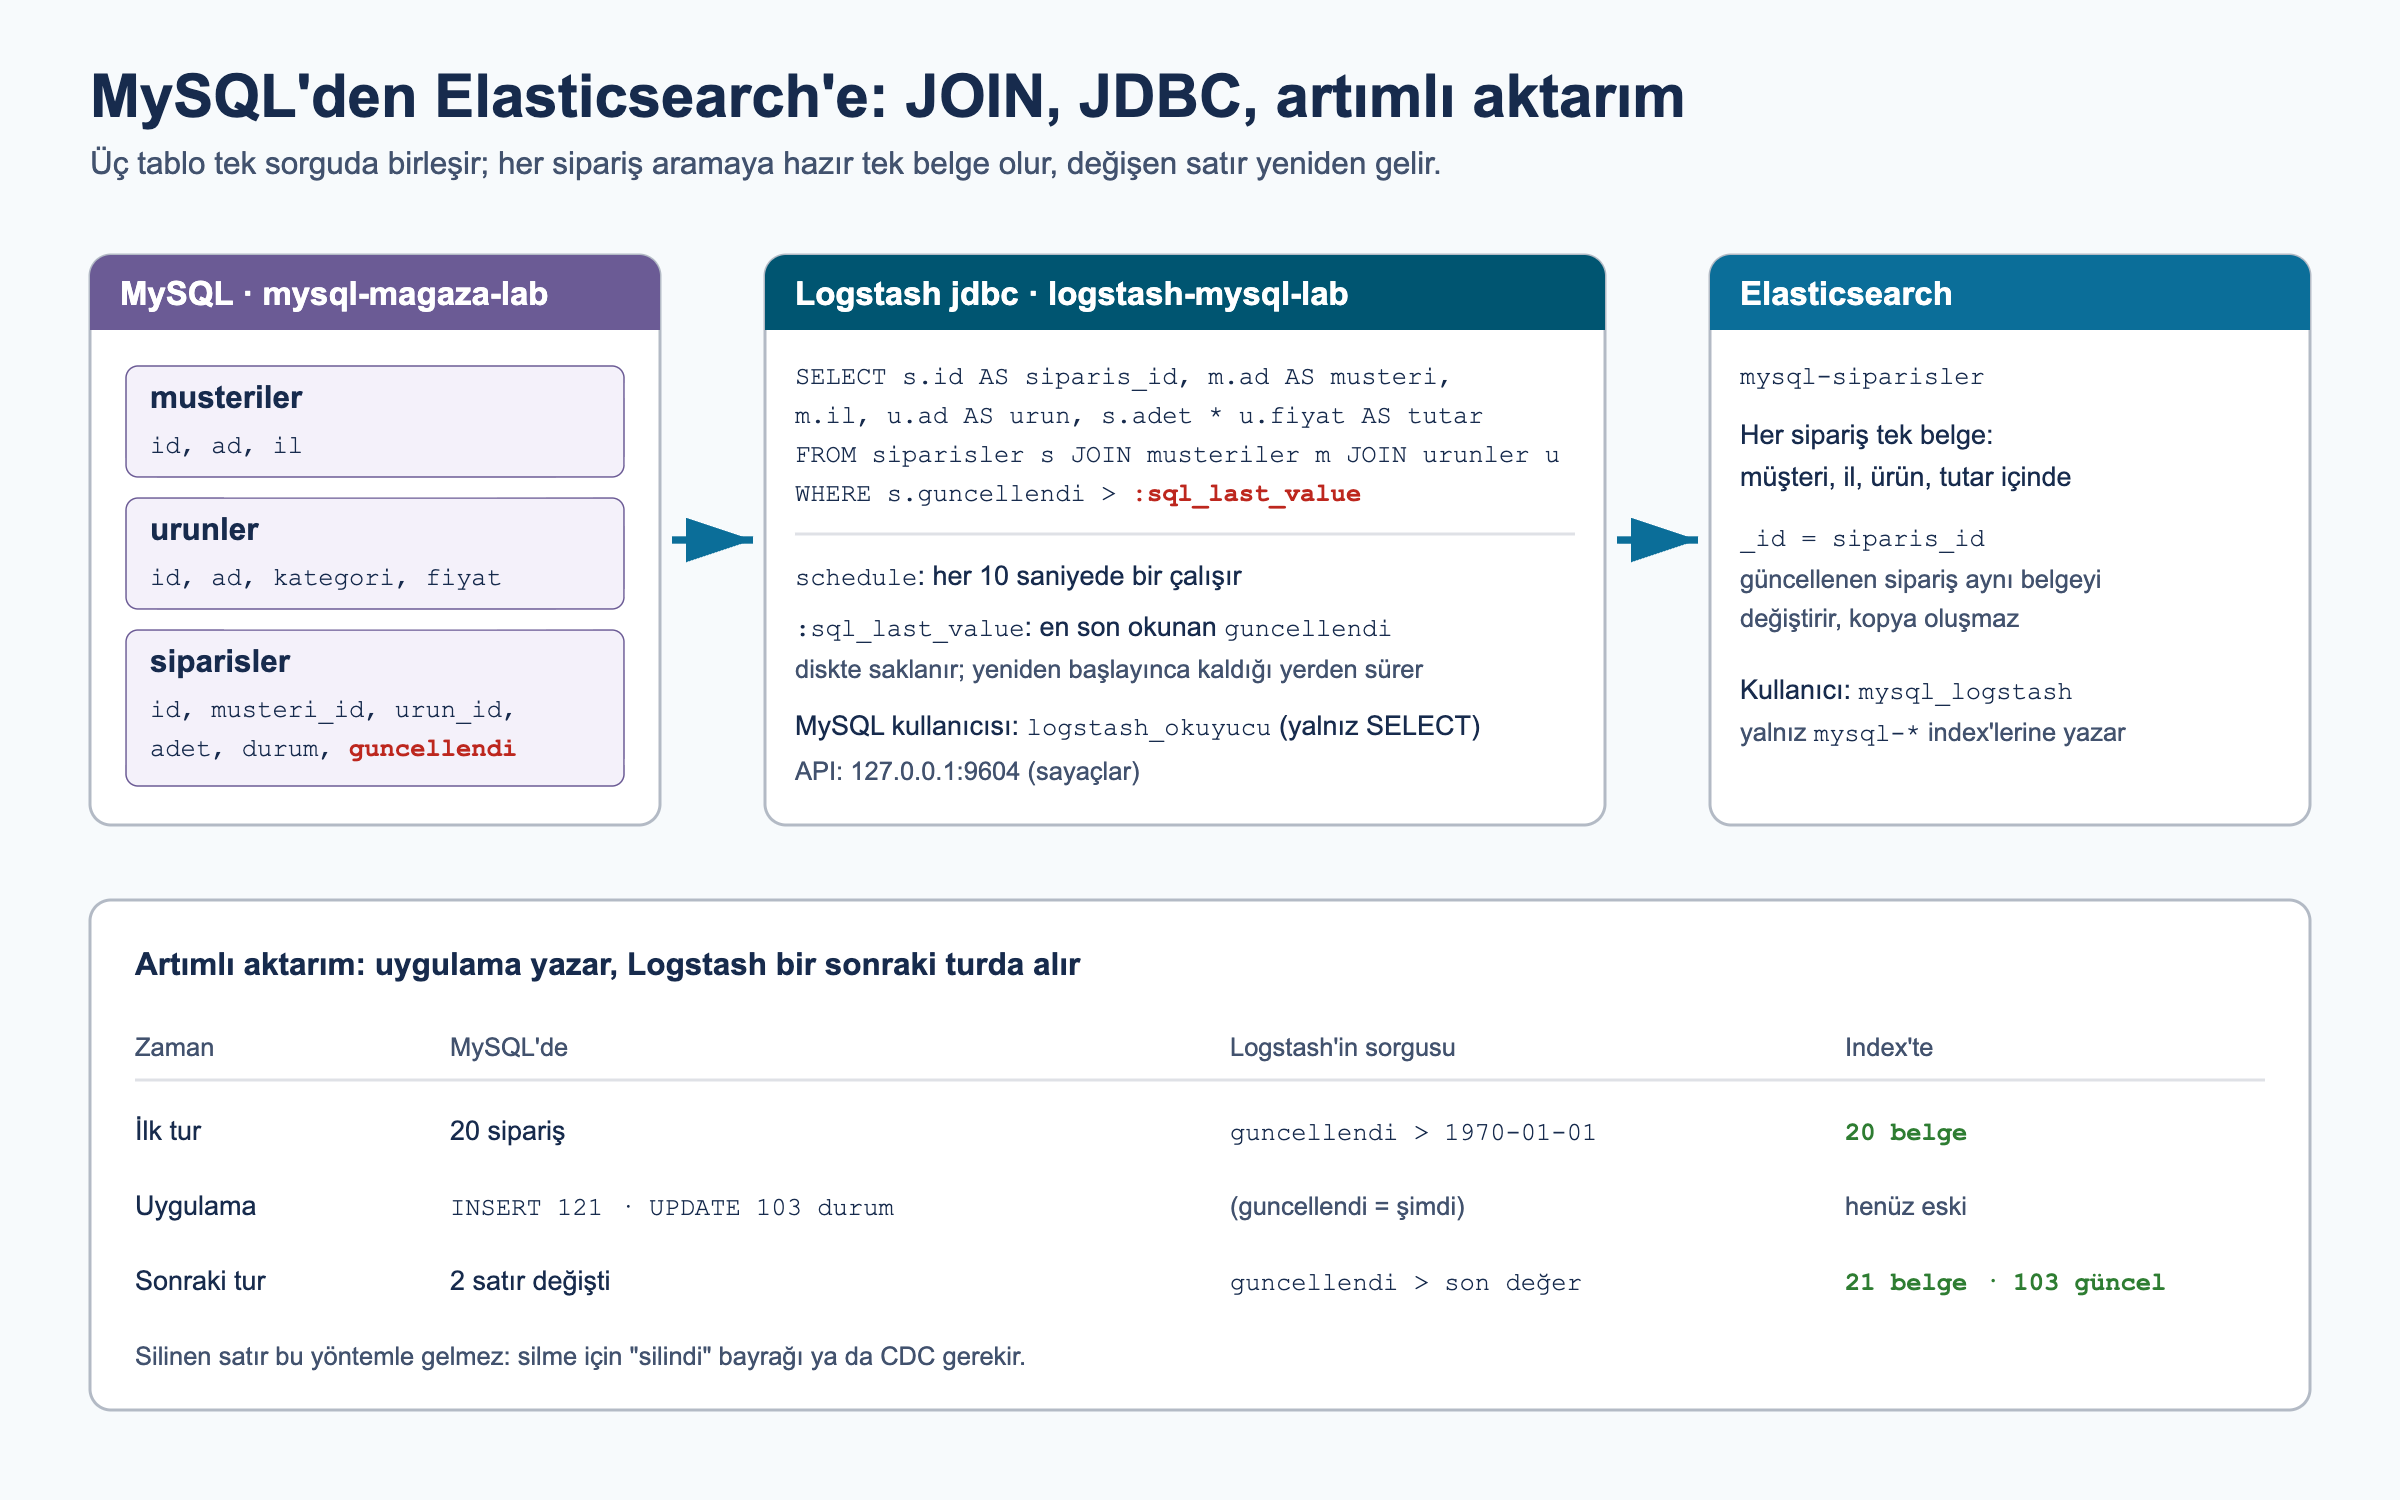 MySQL'den Elasticsearch'e: JOIN, JDBC, artımlı aktarım
Üç tablo tek sorguda birleşir; her sipariş aramaya hazır tek belge olur, değişen satır yeniden gelir.
MySQL · mysql-magaza-lab
musteriler
id, ad, il
urunler
id, ad, kategori, fiyat
siparisler
id, musteri_id, urun_id,
adet, durum, guncellendi
Logstash jdbc · logstash-mysql-lab
SELECT s.id AS siparis_id, m.ad AS musteri,
m.il, u.ad AS urun, s.adet * u.fiyat AS tutar
FROM siparisler s JOIN musteriler m JOIN urunler u
WHERE s.guncellendi > :sql_last_value
schedule: her 10 saniyede bir çalışır
:sql_last_value: en son okunan guncellendi
diskte saklanır; yeniden başlayınca kaldığı yerden sürer
MySQL kullanıcısı: logstash_okuyucu (yalnız SELECT)
API: 127.0.0.1:9604 (sayaçlar)
Elasticsearch
mysql-siparisler
Her sipariş tek belge:
müşteri, il, ürün, tutar içinde
_id = siparis_id
güncellenen sipariş aynı belgeyi
değiştirir, kopya oluşmaz
Kullanıcı: mysql_logstash
yalnız mysql-* index'lerine yazar
Artımlı aktarım: uygulama yazar, Logstash bir sonraki turda alır
Zaman MySQL'de Logstash'in sorgusu Index'te
İlk tur 20 sipariş guncellendi > 1970-01-01 20 belge
Uygulama INSERT 121 · UPDATE 103 durum (guncellendi = şimdi) henüz eski
Sonraki tur 2 satır değişti guncellendi > son değer 21 belge · 103 güncel
Silinen satır bu yöntemle gelmez: silme için "silindi" bayrağı ya da CDC gerekir.